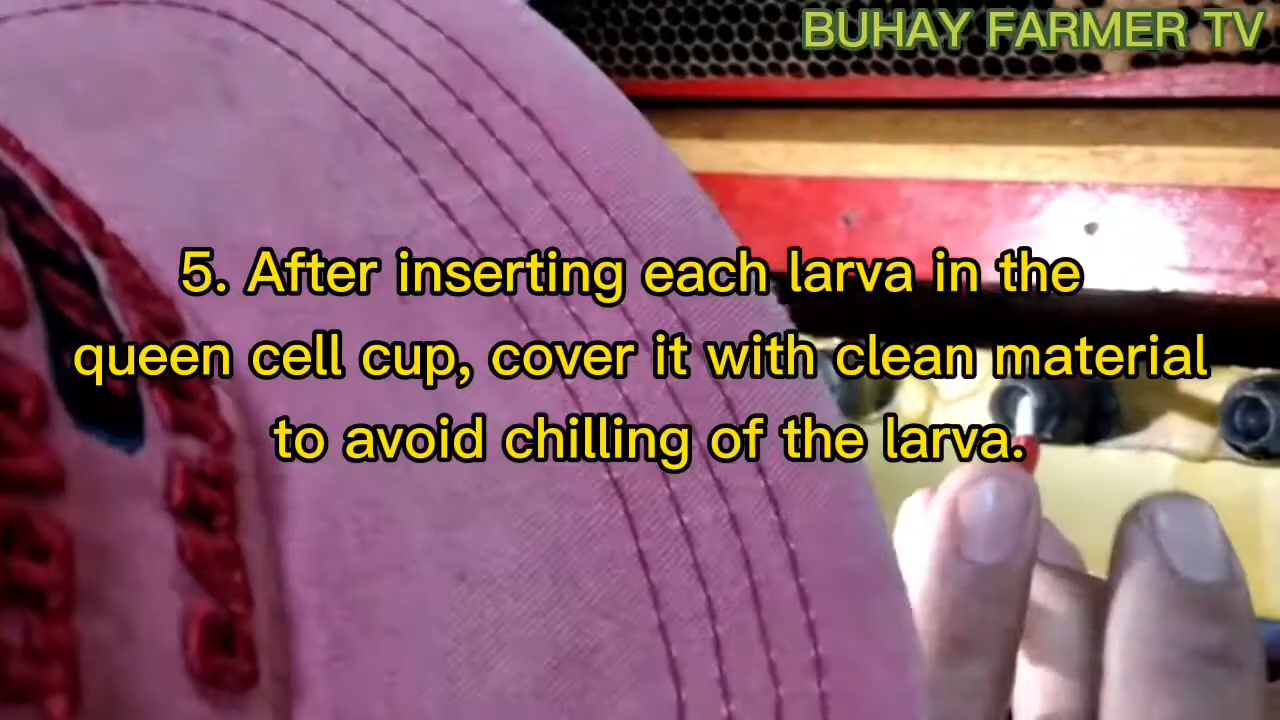 BUHAY FARMER TV
5. After inserting each larva in the
queen cell cup, cover it with clean material
to avoid chilling of the larva.